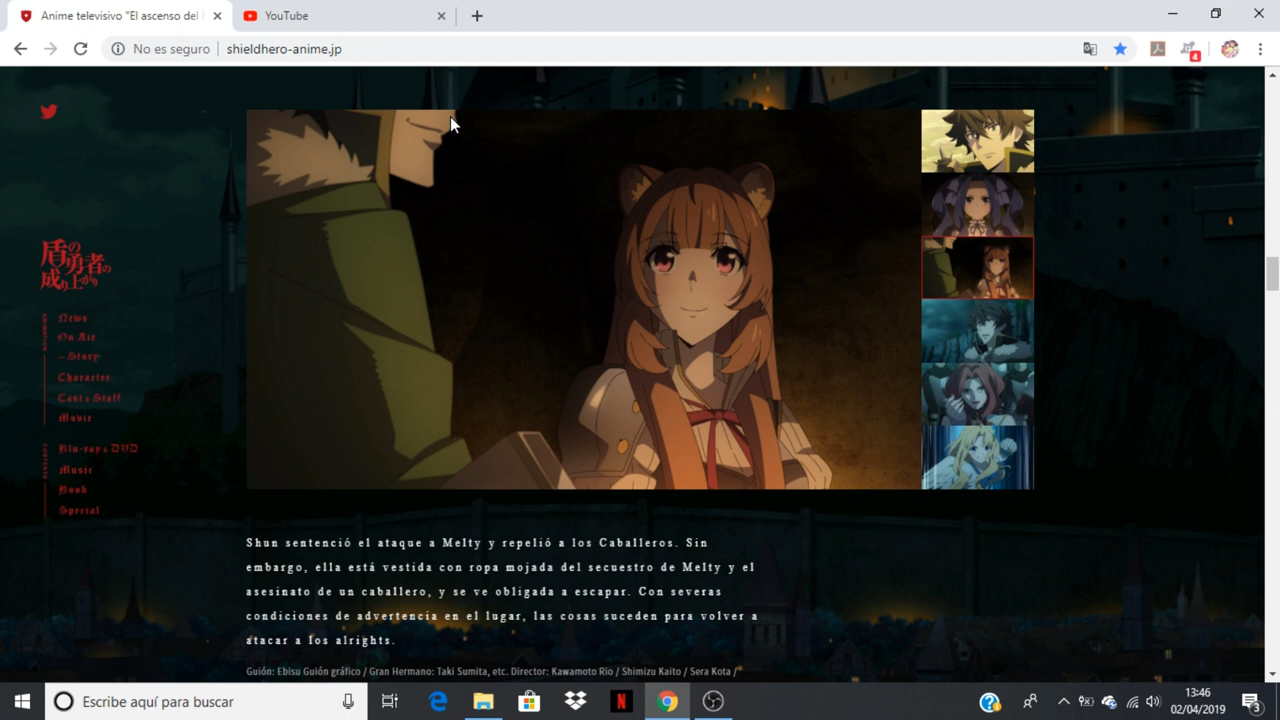 Anime televisivo "El ascenso del
YouTube
No es seguro
shieldhero-anime.jp
4
盾の
勇者の
成り上がり
News
On Air
Story
Character
Cast & Staff
Movie
Blu-ray & DVD
Music
Book
Special
Shun sentenció el ataque a Melty y repelió a los Caballeros. Sin
embargo, ella está vestida con ropa mojada del secuestro de Melty y el
asesinato de un caballero, y se ve obligada a escapar. Con severas
condiciones de advertencia en el lugar, las cosas suceden para volver a
atacar a los alrights.
Guión: Ebisu Guión gráfico / Gran Hermano: Taki Sumita, etc. Director: Kawamoto Rio / Shimizu Kaito / Sera Kota /
Escribe aquí para buscar
13:46
02/04/2019
3